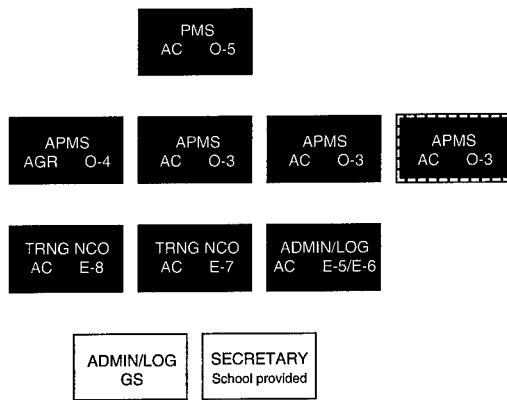 PMS
AC O-5
APMS
AGR O-4
APMS
AC O-3
APMS
AC O-3
APMS
AC O-3
TRNG NCO
AC E-8
TRNG NCO
AC E-7
ADMIN/LOG
AC E-5/E-6
ADMIN/LOG
GS
SECRETARY
School provided